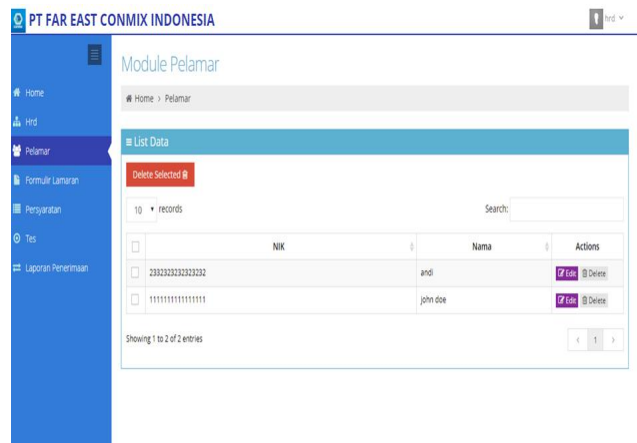 PT FAR EAST CONMIX INDONESIA
hrd
Home
Hrd
Pelamar
Formulir Lamaran
Persyaratan
Tes
Laporan Penerimaan
Module Pelamar
Home > Pelamar
List Data
Delete Selected
10 records
Search:
NIK Nama Actions
2332323232323232 andi Edit Delete
1111111111111111 john doe Edit Delete
Showing 1 to 2 of 2 entries
< 1 >